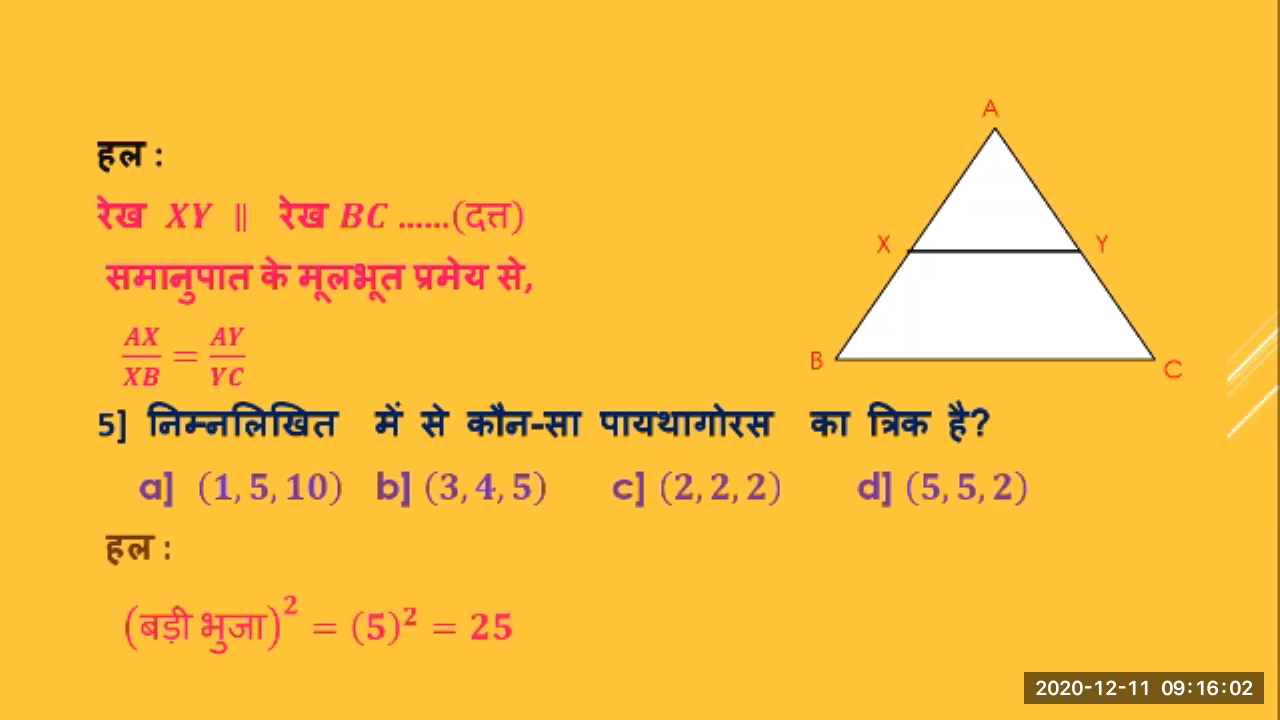 हल :
रेख XY || रेख BC ......(दत्त)
समानुपात के मूलभूत प्रमेय से,
AX/XB = AY/YC
A
X
Y
B
C
5] निम्नलिखित में से कौन-सा पायथागोरस का त्रिक है?
a] (1, 5, 10) b] (3, 4, 5) c] (2, 2, 2) d] (5, 5, 2)
हल :
(बड़ी भुजा)² = (5)² = 25
2020-12-11 09:16:02